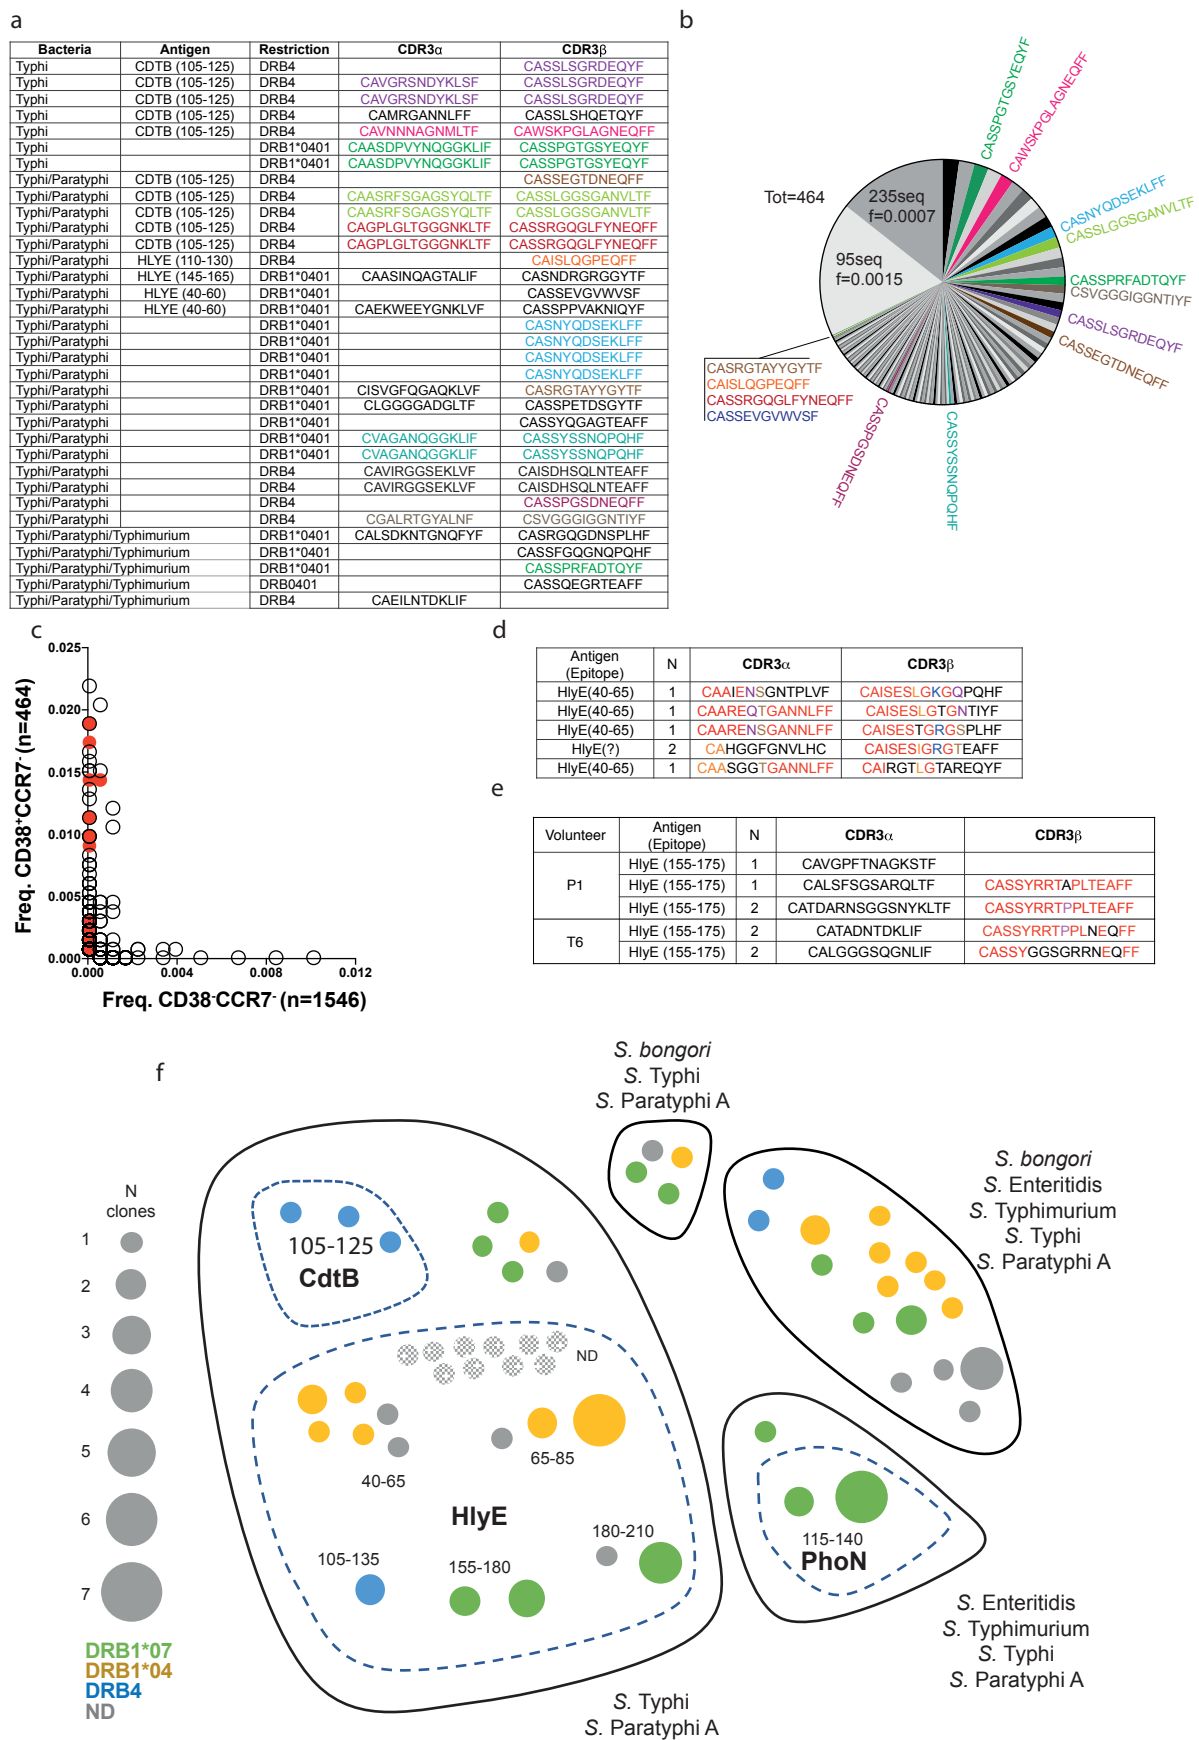 a
Bacteria Antigen Restriction CDR3α CDR3β
Typhi CDTB (105-125) DRB4 CASSLSGRDEQYF
Typhi CDTB (105-125) DRB4 CAVGRSNDYKLSF CASSLSGRDEQYF
Typhi CDTB (105-125) DRB4 CAVGRSNDYKLSF CASSLSGRDEQYF
Typhi CDTB (105-125) DRB4 CAMRGANNLFF CASSLSHQETQYF
Typhi CDTB (105-125) DRB4 CAVNNNAGNMLTF CAWSKPGLAGNEQFF
Typhi DRB1*0401 CAASDPVYNQGGKLIF CASSPGTGSYEQYF
Typhi DRB1*0401 CAASDPVYNQGGKLIF CASSPGTGSYEQYF
Typhi/Paratyphi CDTB (105-125) DRB4 CASSEGTDNEQFF
Typhi/Paratyphi CDTB (105-125) DRB4 CAASRFSGAGSYQLTF CASSLGGSGANVLTF
Typhi/Paratyphi CDTB (105-125) DRB4 CAASRFSGAGSYQLTF CASSLGGSGANVLTF
Typhi/Paratyphi CDTB (105-125) DRB4 CAGPLGLTGGGNKLTF CASSRGQGLFYNEQFF
Typhi/Paratyphi CDTB (105-125) DRB4 CAGPLGLTGGGNKLTF CASSRGQGLFYNEQFF
Typhi/Paratyphi HLYE (110-130) DRB4 CAISLQGPEQFF
Typhi/Paratyphi HLYE (145-165) DRB1*0401 CAASINQAGTALIF CASNDRGRGGYTF
Typhi/Paratyphi HLYE (40-60) DRB1*0401 CASSEVGVWVSF
Typhi/Paratyphi HLYE (40-60) DRB1*0401 CAEKWEEYGNKLVF CASSPPVAKNIQYF
Typhi/Paratyphi DRB1*0401 CASNYQDSEKLFF
Typhi/Paratyphi DRB1*0401 CASNYQDSEKLFF
Typhi/Paratyphi DRB1*0401 CASNYQDSEKLFF
Typhi/Paratyphi DRB1*0401 CASNYQDSEKLFF
Typhi/Paratyphi DRB1*0401 CISVGFQGAQKLVF CASRGTAYYGYTF
Typhi/Paratyphi DRB1*0401 CLGGGGADGLTF CASSPETDSGYTF
Typhi/Paratyphi DRB1*0401 CASSYQGAGTEAFF
Typhi/Paratyphi DRB1*0401 CVAGANQGGKLIF CASSYSSNQPQHF
Typhi/Paratyphi DRB1*0401 CVAGANQGGKLIF CASSYSSNQPQHF
Typhi/Paratyphi DRB4 CAVIRGGSEKLVF CAISDHSQLNTEAFF
Typhi/Paratyphi DRB4 CAVIRGGSEKLVF CAISDHSQLNTEAFF
Typhi/Paratyphi DRB4 CASSPGSDNEQFF
Typhi/Paratyphi DRB4 CGALRTGYALNF CSVGGGIGGNTIYF
Typhi/Paratyphi/Typhimurium DRB1*0401 CALSDKNTGNQFYF CASRGQGDNSPLHF
Typhi/Paratyphi/Typhimurium DRB1*0401 CASSFGQGNQPQHF
Typhi/Paratyphi/Typhimurium DRB1*0401 CASSPRFADTQYF
Typhi/Paratyphi/Typhimurium DRB0401 CASSQEGRTEAFF
Typhi/Paratyphi/Typhimurium DRB4 CAEILNTDKLIF
b
CASSPGTGSYEQYF
CAWSKPGLAGNEQFF
CASNYQDSEKLFF
CASSLGGSGANVLTF
CASSPRFADTQYF
CSVGGGIGGNTIYF
CASSLSGRDEQYF
CASSEGTDNEQFF
CASSYSSNQPQHF
CASSPGSDNEQFF
Tot=464
235seq
f=0.0007
95seq
f=0.0015
CASRGTAYYGYTF
CAISLQGPEQFF
CASSRGQGLFYNEQFF
CASSEVGVWVSF
c
Freq. CD38⁺CCR7⁻ (n=464)
0.025
0.020
0.015
0.010
0.005
0.000
0.000 0.004 0.008 0.012
Freq. CD38⁻CCR7⁻ (n=1546)
d
Antigen
(Epitope) N CDR3α CDR3β
HlyE(40-65) 1 CAAIENSGNTPLVF CAISESLGKGQPQHF
HlyE(40-65) 1 CAAREQTGANNLFF CAISESLGTGNTIYF
HlyE(40-65) 1 CAARENSGANNLFF CAISESTGRGSPLHF
HlyE(?) 2 CAHGGFGNVLHC CAISESIGRGTEAFF
HlyE(40-65) 1 CAASGGTGANNLFF CAIRGTLGTAREQYF
e
Volunteer Antigen
(Epitope) N CDR3α CDR3β
P1 HlyE (155-175) 1 CAVGPFTNAGKSTF
HlyE (155-175) 1 CALSFSGSARQLTF CASSYRRTAPLTEAFF
HlyE (155-175) 2 CATDARNSGGSNYKLTF CASSYRRTPPLTEAFF
T6 HlyE (155-175) 2 CATADNTDKLIF CASSYRRTPPLNEQFF
HlyE (155-175) 2 CALGGGSQGNLIF CASSYGGSGRRNEQFF
f
N
clones
1
2
3
4
5
6
7
DRB1*07
DRB1*04
DRB4
ND
105-125
CdtB
ND
40-65
65-85
HlyE
105-135
155-180
180-210
S. Typhi
S. Paratyphi A
S. bongori
S. Typhi
S. Paratyphi A
S. bongori
S. Enteritidis
S. Typhimurium
S. Typhi
S. Paratyphi A
115-140
PhoN
S. Enteritidis
S. Typhimurium
S. Typhi
S. Paratyphi A